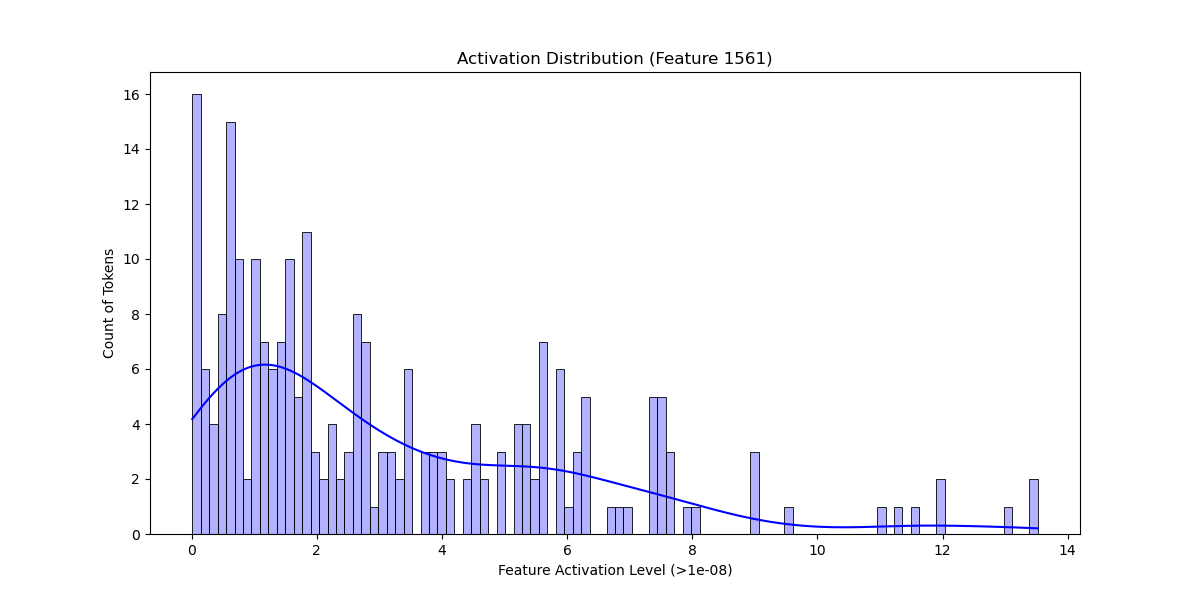 Activation Distribution (Feature 1561)
Count of Tokens
16
14
12
10
8
6
4
2
0
0 2 4 6 8 10 12 14
Feature Activation Level (>1e-08)